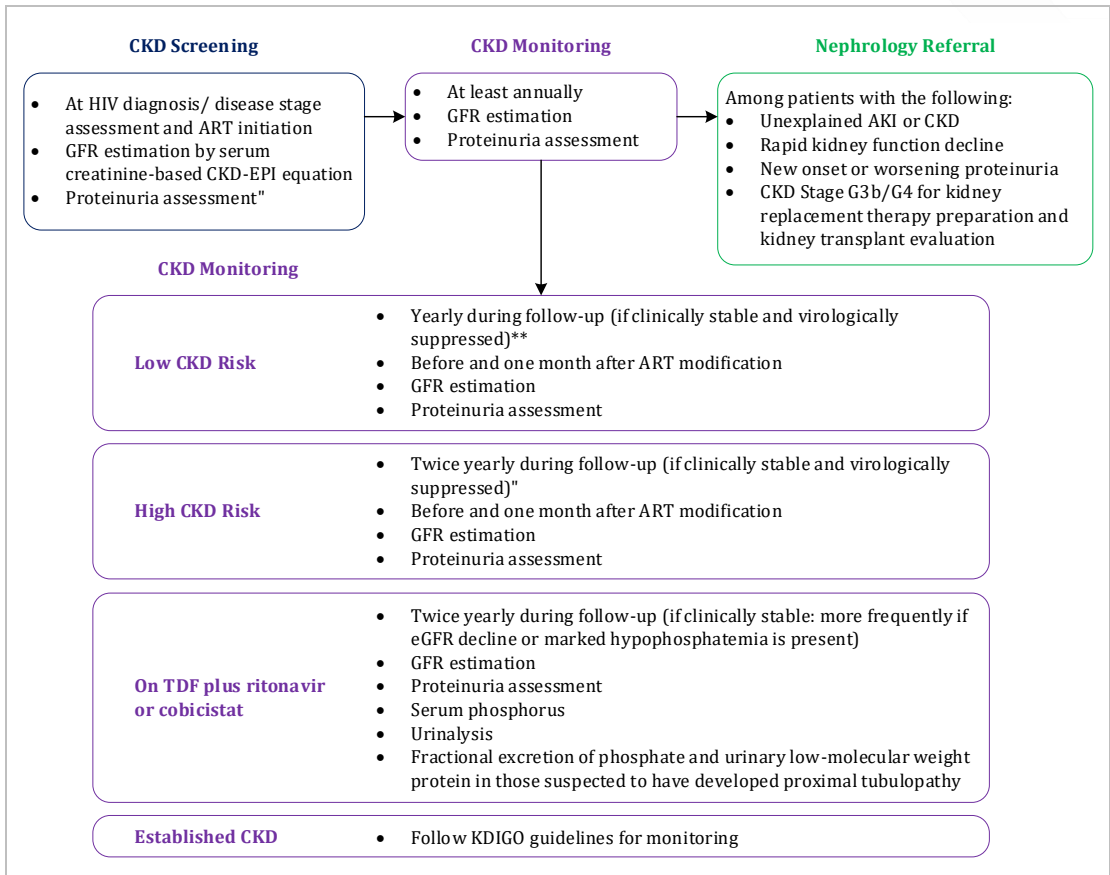 CKD Screening
• At HIV diagnosis/ disease stage
assessment and ART initiation
• GFR estimation by serum
creatinine-based CKD-EPI equation
• Proteinuria assessment"
CKD Monitoring
• At least annually
• GFR estimation
• Proteinuria assessment
Nephrology Referral
Among patients with the following:
• Unexplained AKI or CKD
• Rapid kidney function decline
• New onset or worsening proteinuria
• CKD Stage G3b/G4 for kidney
replacement therapy preparation and
kidney transplant evaluation
CKD Monitoring
Low CKD Risk
• Yearly during follow-up (if clinically stable and virologically
suppressed)**
• Before and one month after ART modification
• GFR estimation
• Proteinuria assessment
High CKD Risk
• Twice yearly during follow-up (if clinically stable and virologically
suppressed)"
• Before and one month after ART modification
• GFR estimation
• Proteinuria assessment
On TDF plus ritonavir
or cobicistat
• Twice yearly during follow-up (if clinically stable: more frequently if
eGFR decline or marked hypophosphatemia is present)
• GFR estimation
• Proteinuria assessment
• Serum phosphorus
• Urinalysis
• Fractional excretion of phosphate and urinary low-molecular weight
protein in those suspected to have developed proximal tubulopathy
Established CKD
• Follow KDIGO guidelines for monitoring